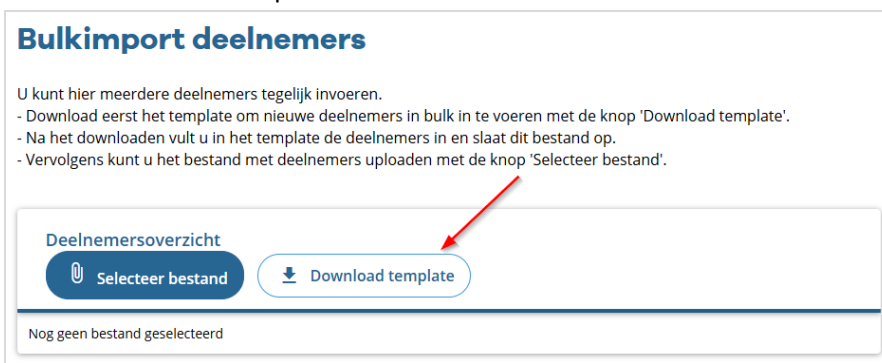 Bulkimport deelnemers
U kunt hier meerdere deelnemers tegelijk invoeren.
- Download eerst het template om nieuwe deelnemers in bulk in te voeren met de knop 'Download template'.
- Na het downloaden vult u in het template de deelnemers in en slaat dit bestand op.
- Vervolgens kunt u het bestand met deelnemers uploaden met de knop 'Selecteer bestand'.
Deelnemersoverzicht
Selecteer bestand Download template
Nog geen bestand geselecteerd